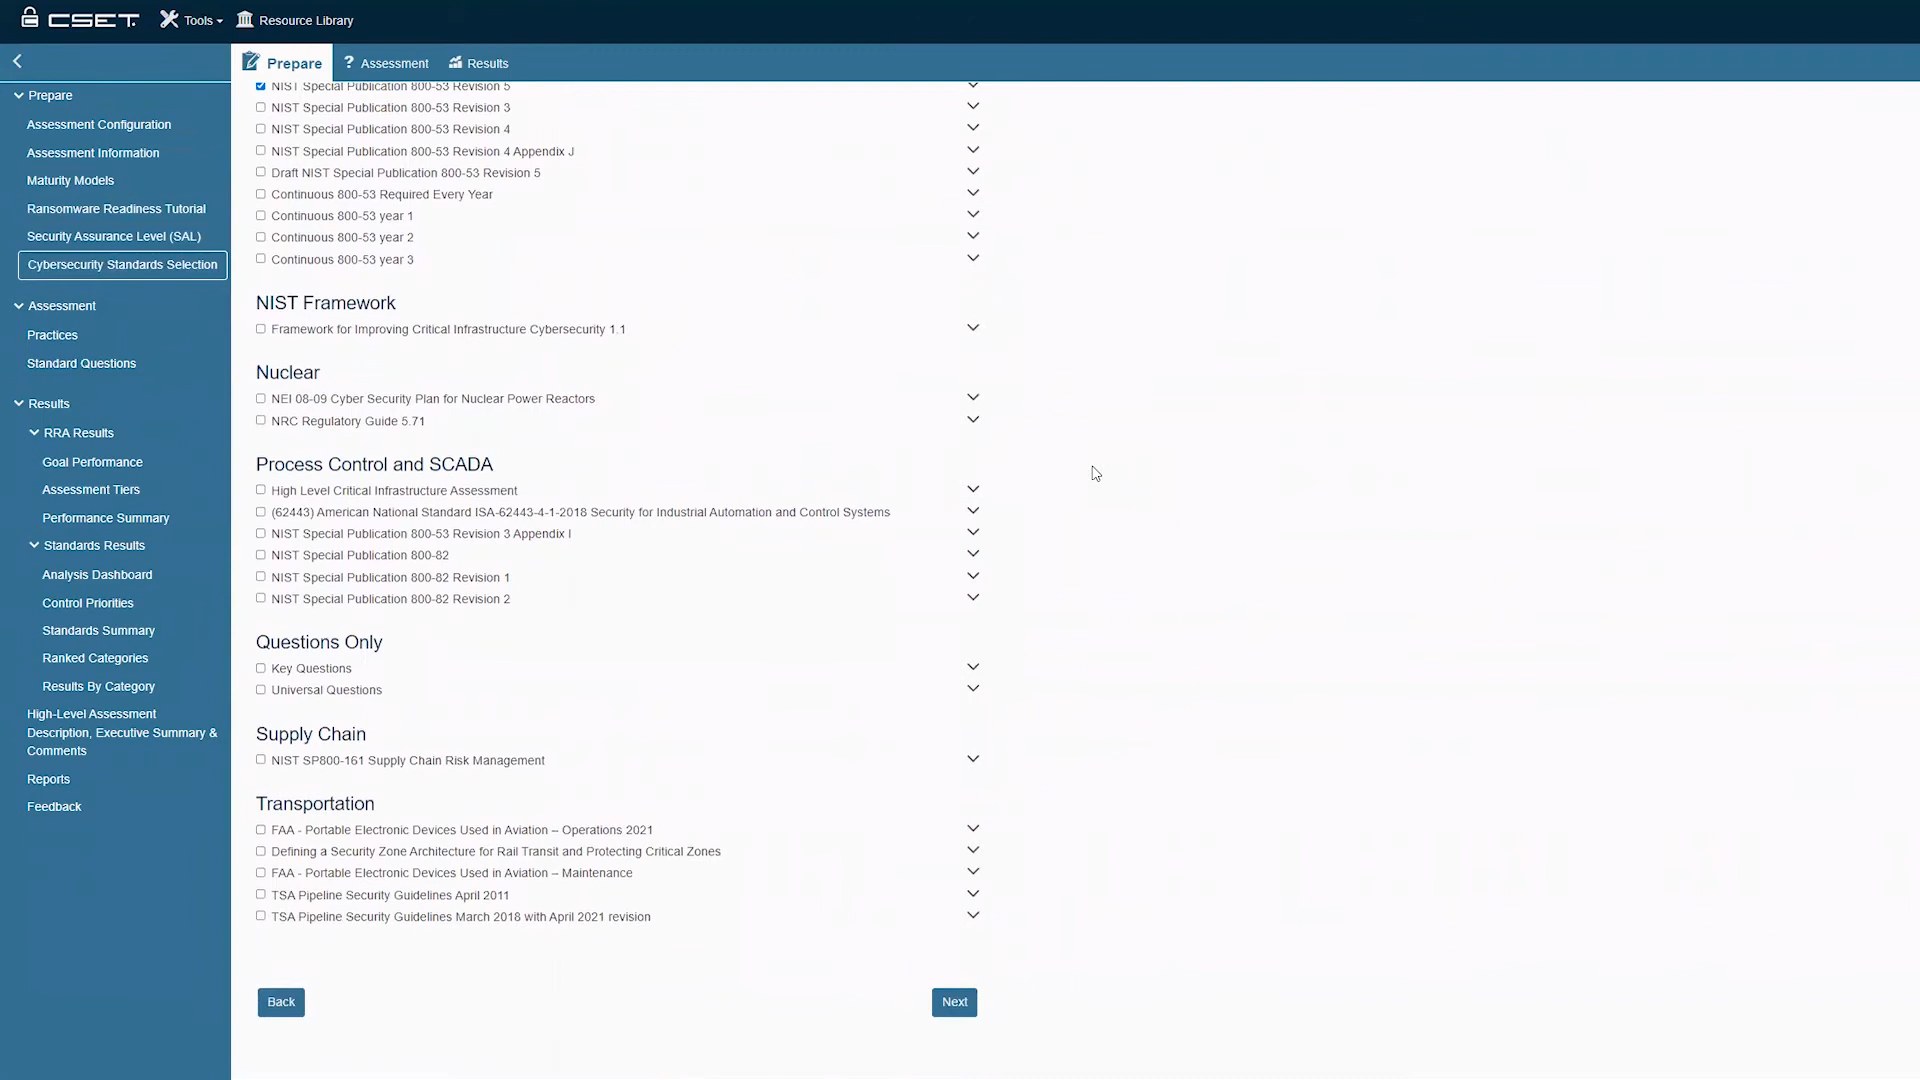 CSET
Tools
Resource Library
Prepare
Assessment
Results
Prepare
Assessment Configuration
Assessment Information
Maturity Models
Ransomware Readiness Tutorial
Security Assurance Level (SAL)
Cybersecurity Standards Selection
Assessment
Practices
Standard Questions
Results
RRA Results
Goal Performance
Assessment Tiers
Performance Summary
Standards Results
Analysis Dashboard
Control Priorities
Standards Summary
Ranked Categories
Results By Category
High-Level Assessment
Description, Executive Summary &
Comments
Reports
Feedback
NIST Special Publication 800-53 Revision 5
NIST Special Publication 800-53 Revision 3
NIST Special Publication 800-53 Revision 4
NIST Special Publication 800-53 Revision 4 Appendix J
Draft NIST Special Publication 800-53 Revision 5
Continuous 800-53 Required Every Year
Continuous 800-53 year 1
Continuous 800-53 year 2
Continuous 800-53 year 3
NIST Framework
Framework for Improving Critical Infrastructure Cybersecurity 1.1
Nuclear
NEI 08-09 Cyber Security Plan for Nuclear Power Reactors
NRC Regulatory Guide 5.71
Process Control and SCADA
High Level Critical Infrastructure Assessment
(62443) American National Standard ISA-62443-4-1-2018 Security for Industrial Automation and Control Systems
NIST Special Publication 800-53 Revision 3 Appendix I
NIST Special Publication 800-82
NIST Special Publication 800-82 Revision 1
NIST Special Publication 800-82 Revision 2
Questions Only
Key Questions
Universal Questions
Supply Chain
NIST SP800-161 Supply Chain Risk Management
Transportation
FAA - Portable Electronic Devices Used in Aviation – Operations 2021
Defining a Security Zone Architecture for Rail Transit and Protecting Critical Zones
FAA - Portable Electronic Devices Used in Aviation – Maintenance
TSA Pipeline Security Guidelines April 2011
TSA Pipeline Security Guidelines March 2018 with April 2021 revision
Back
Next